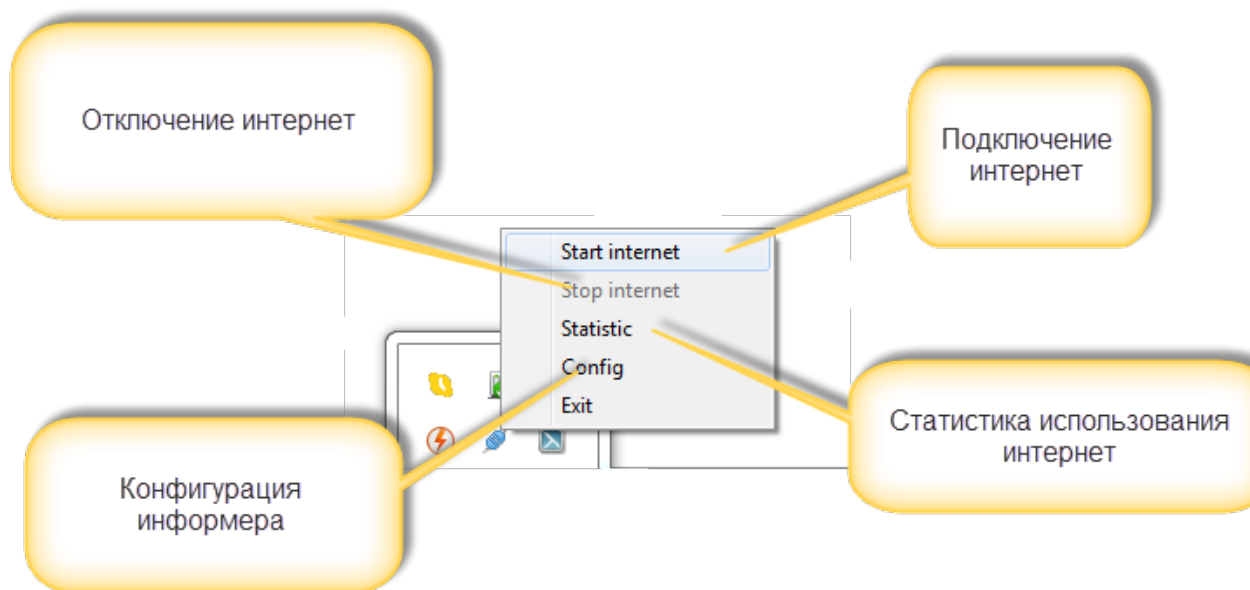 Отключение интернет
Подключение
интернет
Start internet
Stop internet
Statistic
Config
Exit
Статистика использования
интернет
Конфигурация
информера